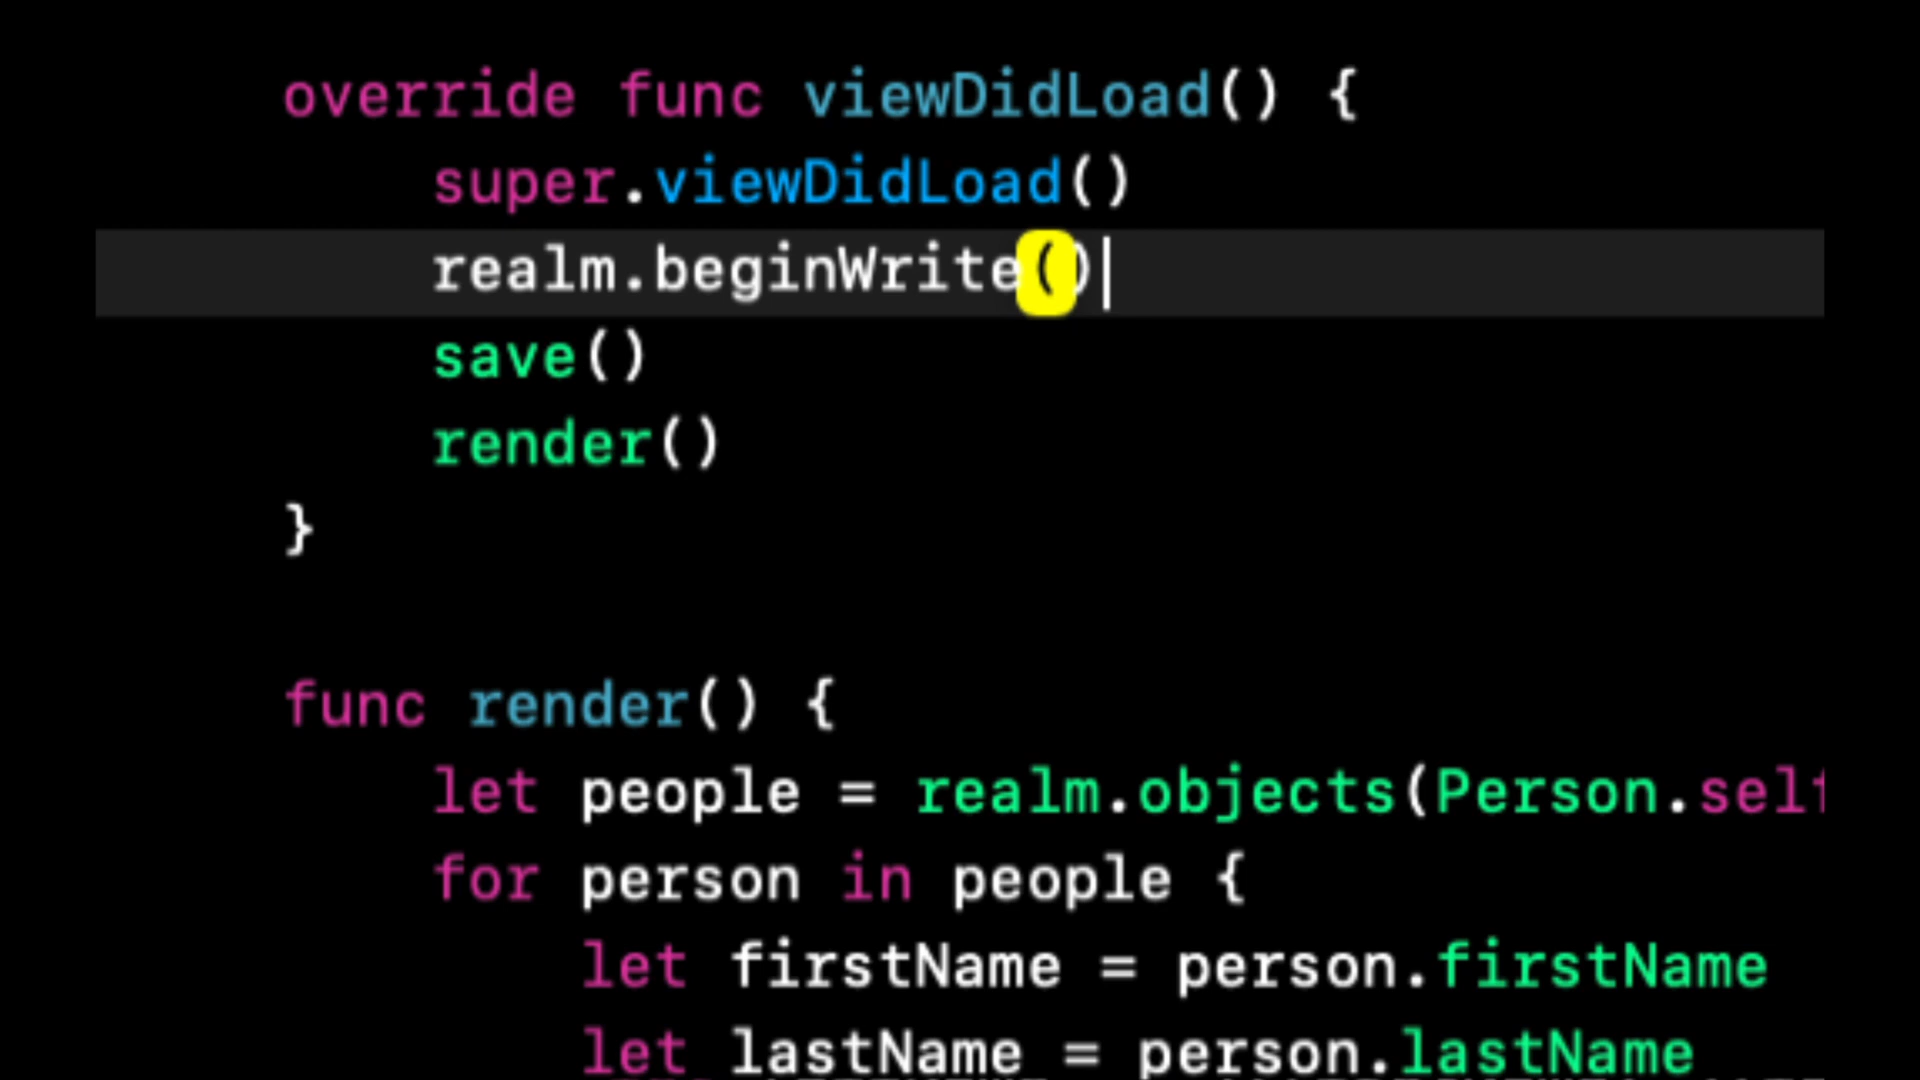 override func viewDidLoad() {
super.viewDidLoad()
realm.beginWrite()
save()
render()
}
func render() {
let people = realm.objects(Person.self
for person in people {
let firstName = person.firstName
let lastName = person.lastName